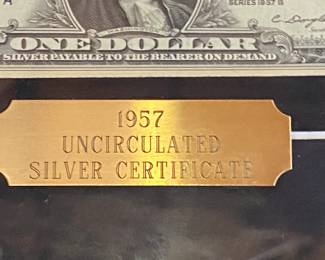 A
SERIES 1957 B
ONE DOLLAR
SILVER PAYABLE TO THE BEARER ON DEMAND
1957
UNCIRCULATED
SILVER CERTIFICATE